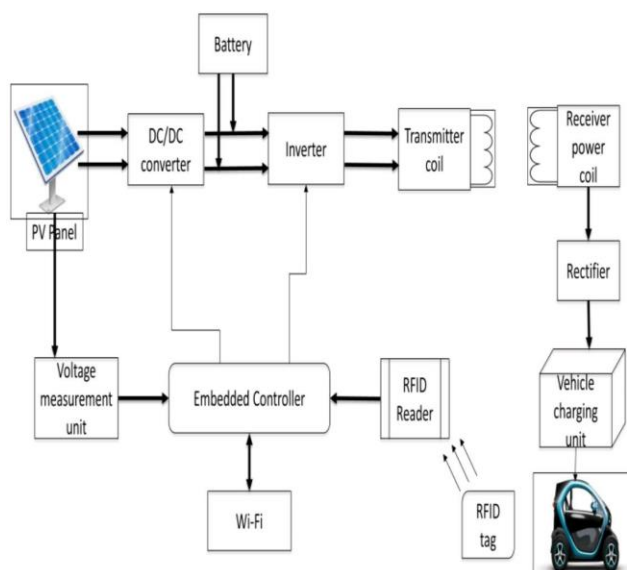 Battery
DC/DC
converter
Inverter
Transmitter
coil
Receiver
power
coil
PV Panel
Rectifier
Voltage
measurement
unit
Embedded Controller
RFID
Reader
Vehicle
charging
unit
Wi-Fi
RFID
tag